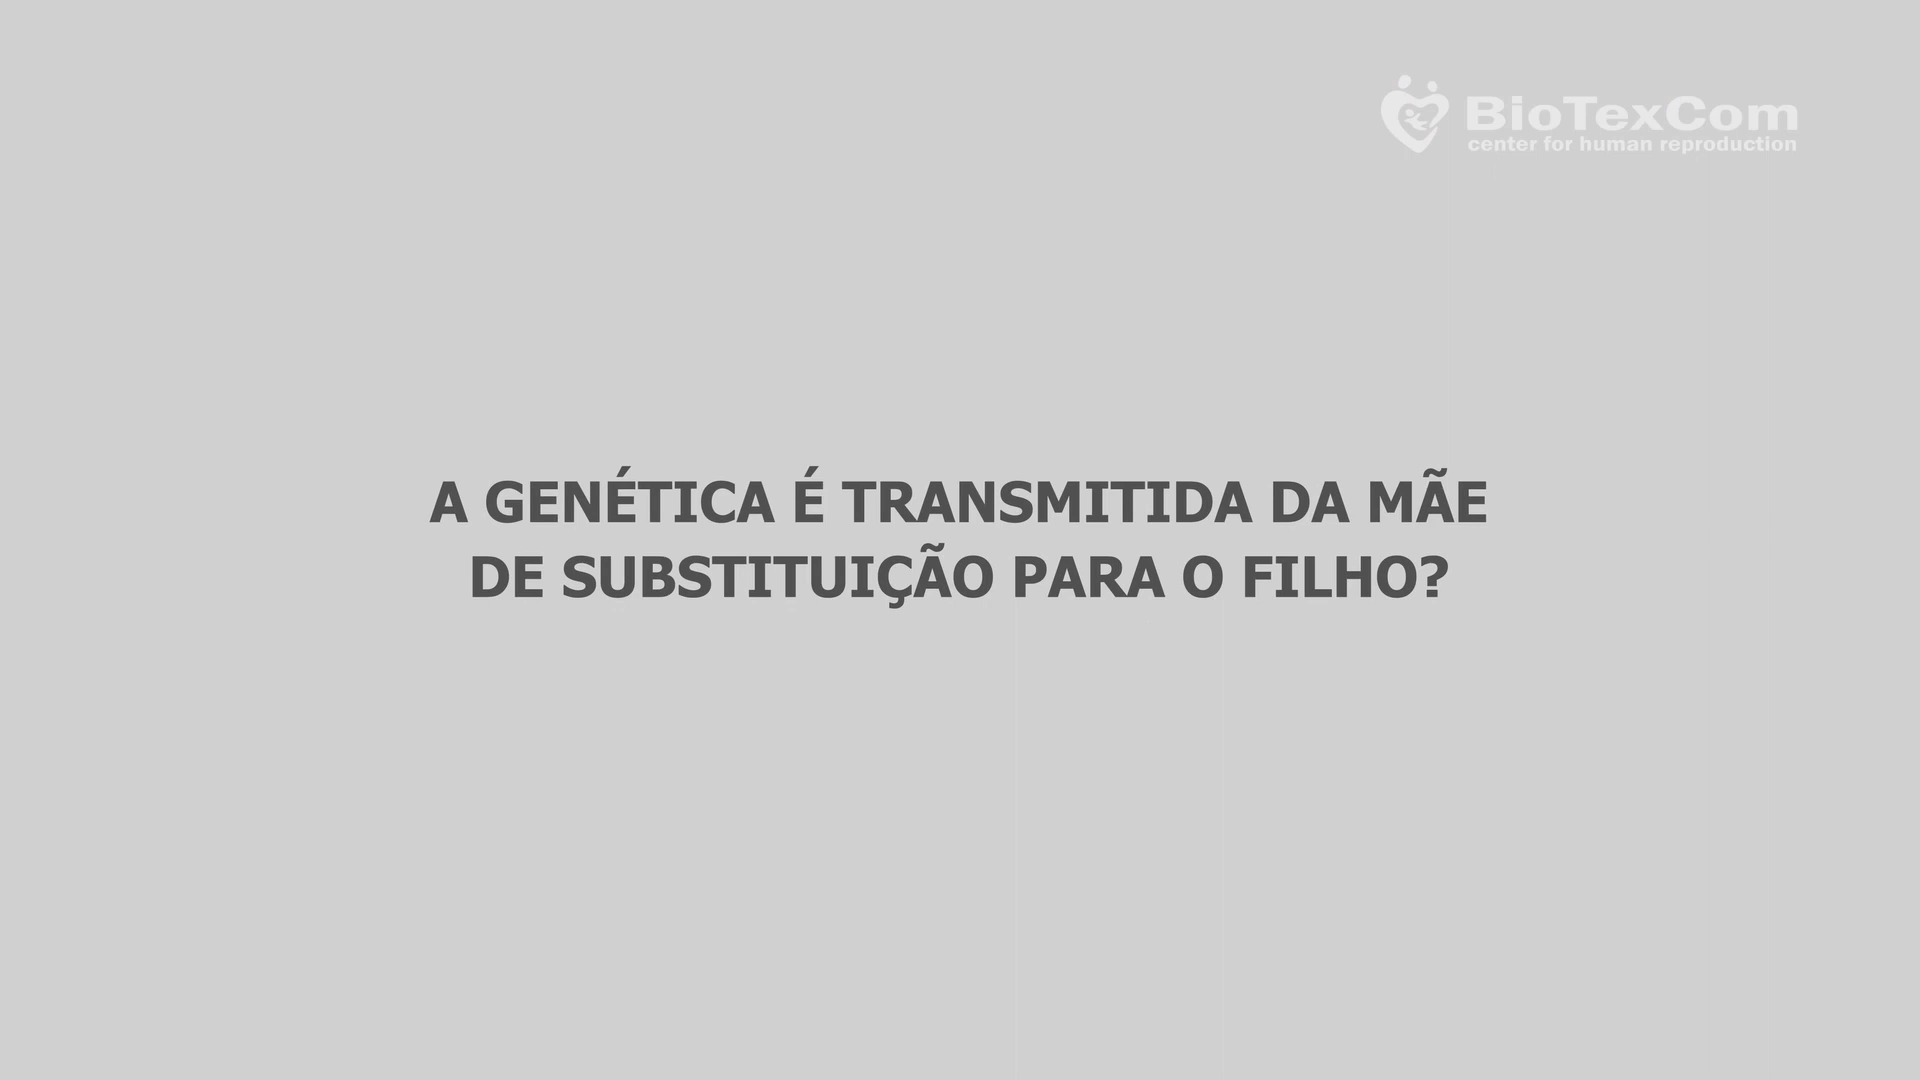 BioTexCom
center for human reproduction
A GENÉTICA É TRANSMITIDA DA MÃE
DE SUBSTITUIÇÃO PARA O FILHO?